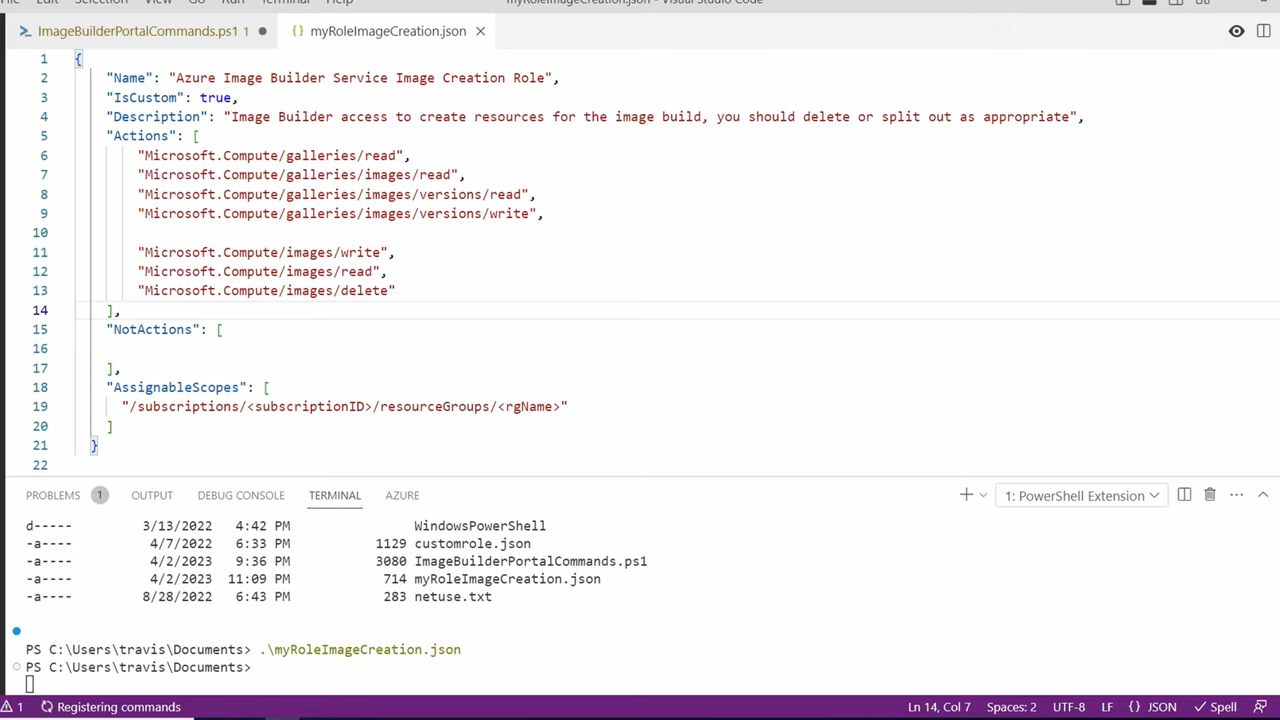 File Edit Selection View Go Run Terminal Help myRoleImageCreation.json - Visual Studio Code
ImageBuilderPortalCommands.ps1 1 ● {} myRoleImageCreation.json ×
1 {
2 "Name": "Azure Image Builder Service Image Creation Role",
3 "IsCustom": true,
4 "Description": "Image Builder access to create resources for the image build, you should delete or split out as appropriate",
5 "Actions": [
6 "Microsoft.Compute/galleries/read",
7 "Microsoft.Compute/galleries/images/read",
8 "Microsoft.Compute/galleries/images/versions/read",
9 "Microsoft.Compute/galleries/images/versions/write",
10
11 "Microsoft.Compute/images/write",
12 "Microsoft.Compute/images/read",
13 "Microsoft.Compute/images/delete"
14 ],
15 "NotActions": [
16
17 ],
18 "AssignableScopes": [
19 "/subscriptions/<subscriptionID>/resourceGroups/<rgName>"
20 ]
21 }
22
PROBLEMS 1 OUTPUT DEBUG CONSOLE TERMINAL AZURE 1: PowerShell Extension
d----- 3/13/2022 4:42 PM WindowsPowerShell
-a---- 4/7/2022 6:33 PM 1129 customrole.json
-a---- 4/2/2023 9:36 PM 3080 ImageBuilderPortalCommands.ps1
-a---- 4/2/2023 11:09 PM 714 myRoleImageCreation.json
-a---- 8/28/2022 6:43 PM 283 netuse.txt
PS C:\Users\travis\Documents> .\myRoleImageCreation.json
PS C:\Users\travis\Documents>
1 Registering commands Ln 14, Col 7 Spaces: 2 UTF-8 LF {} JSON Spell